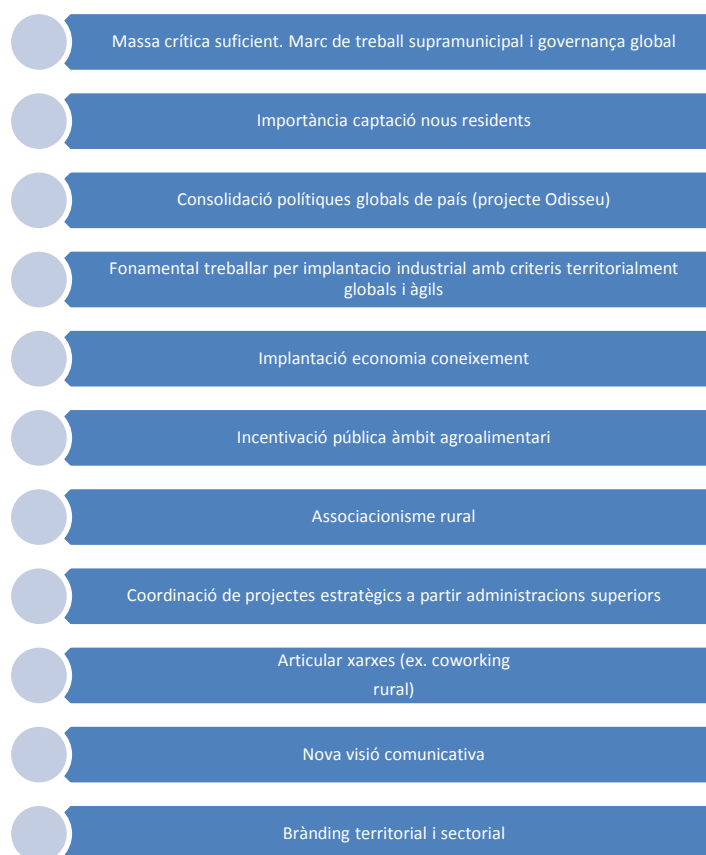 Massa crítica suficient. Marc de treball supramunicipal i governança global
Importància captació nous residents
Consolidació polítiques globals de país (projecte Odisseu)
Fonamental treballar per implantacio industrial amb criteris territorialment
globals i àgils
Implantació economia coneixement
Incentivació pública àmbit agroalimentari
Associacionisme rural
Coordinació de projectes estratègics a partir administracions superiors
Articular xarxes (ex. coworking
rural)
Nova visió comunicativa
Brànding territorial i sectorial